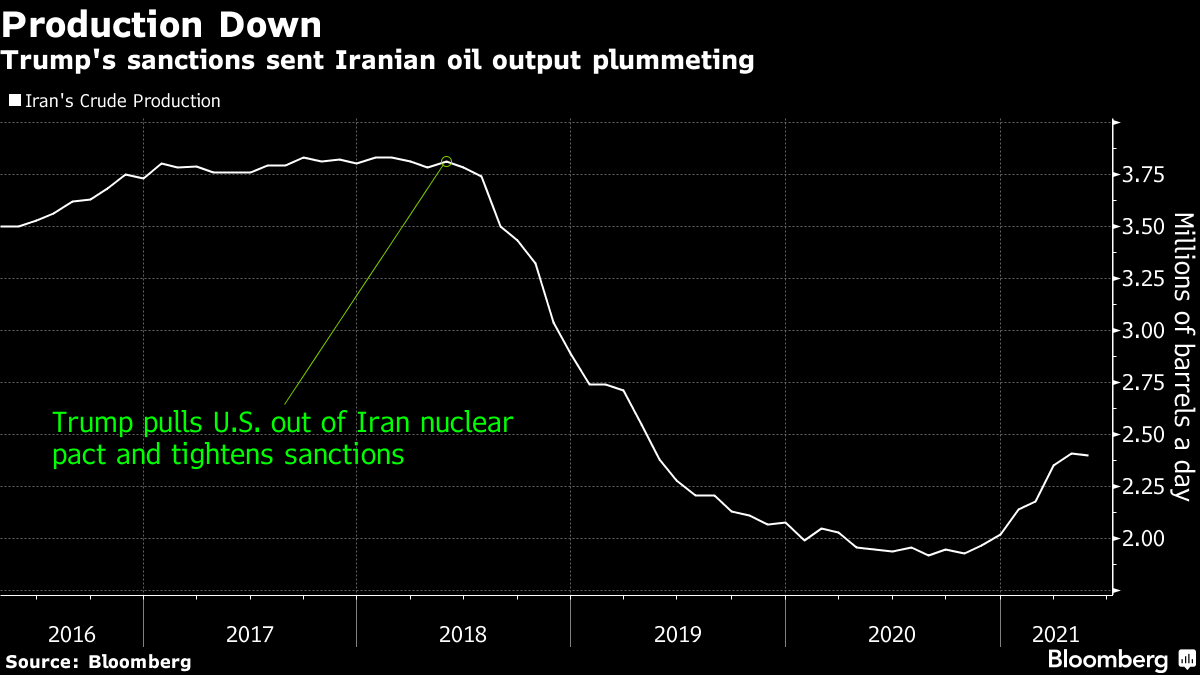 Production Down
Trump's sanctions sent Iranian oil output plummeting
Iran's Crude Production
3.75
3.50
3.25
3.00
2.75
2.50
2.25
2.00
Millions of barrels a day
Trump pulls U.S. out of Iran nuclear
pact and tightens sanctions
2016 2017 2018 2019 2020 2021
Source: Bloomberg
Bloomberg